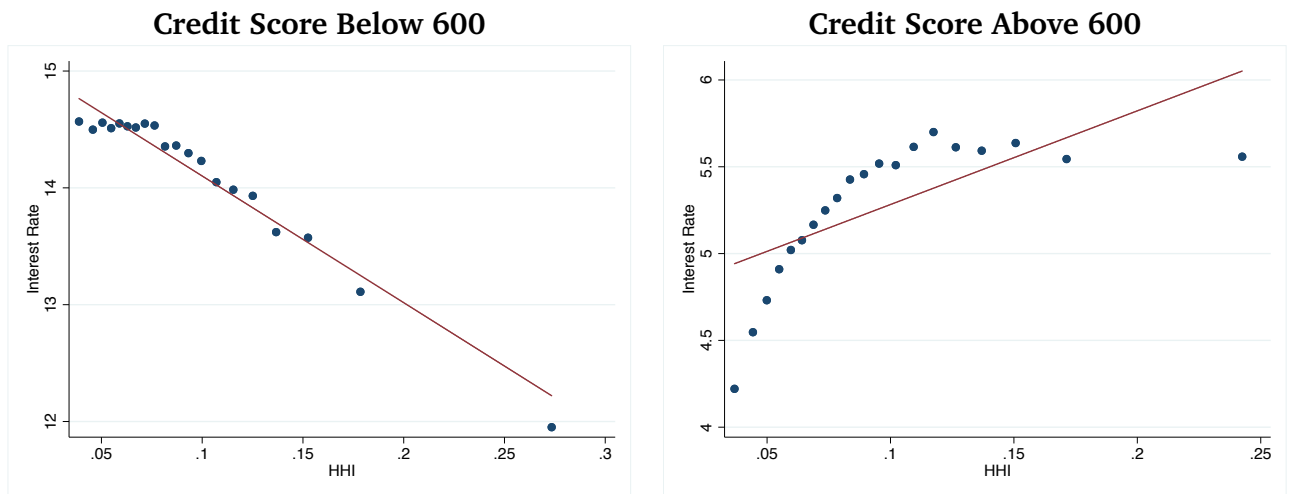 Credit Score Below 600
15
14
13
12
Interest Rate
.05 .1 .15 .2 .25 .3
HHI
Credit Score Above 600
6
5.5
5
4.5
4
Interest Rate
.05 .1 .15 .2 .25
HHI